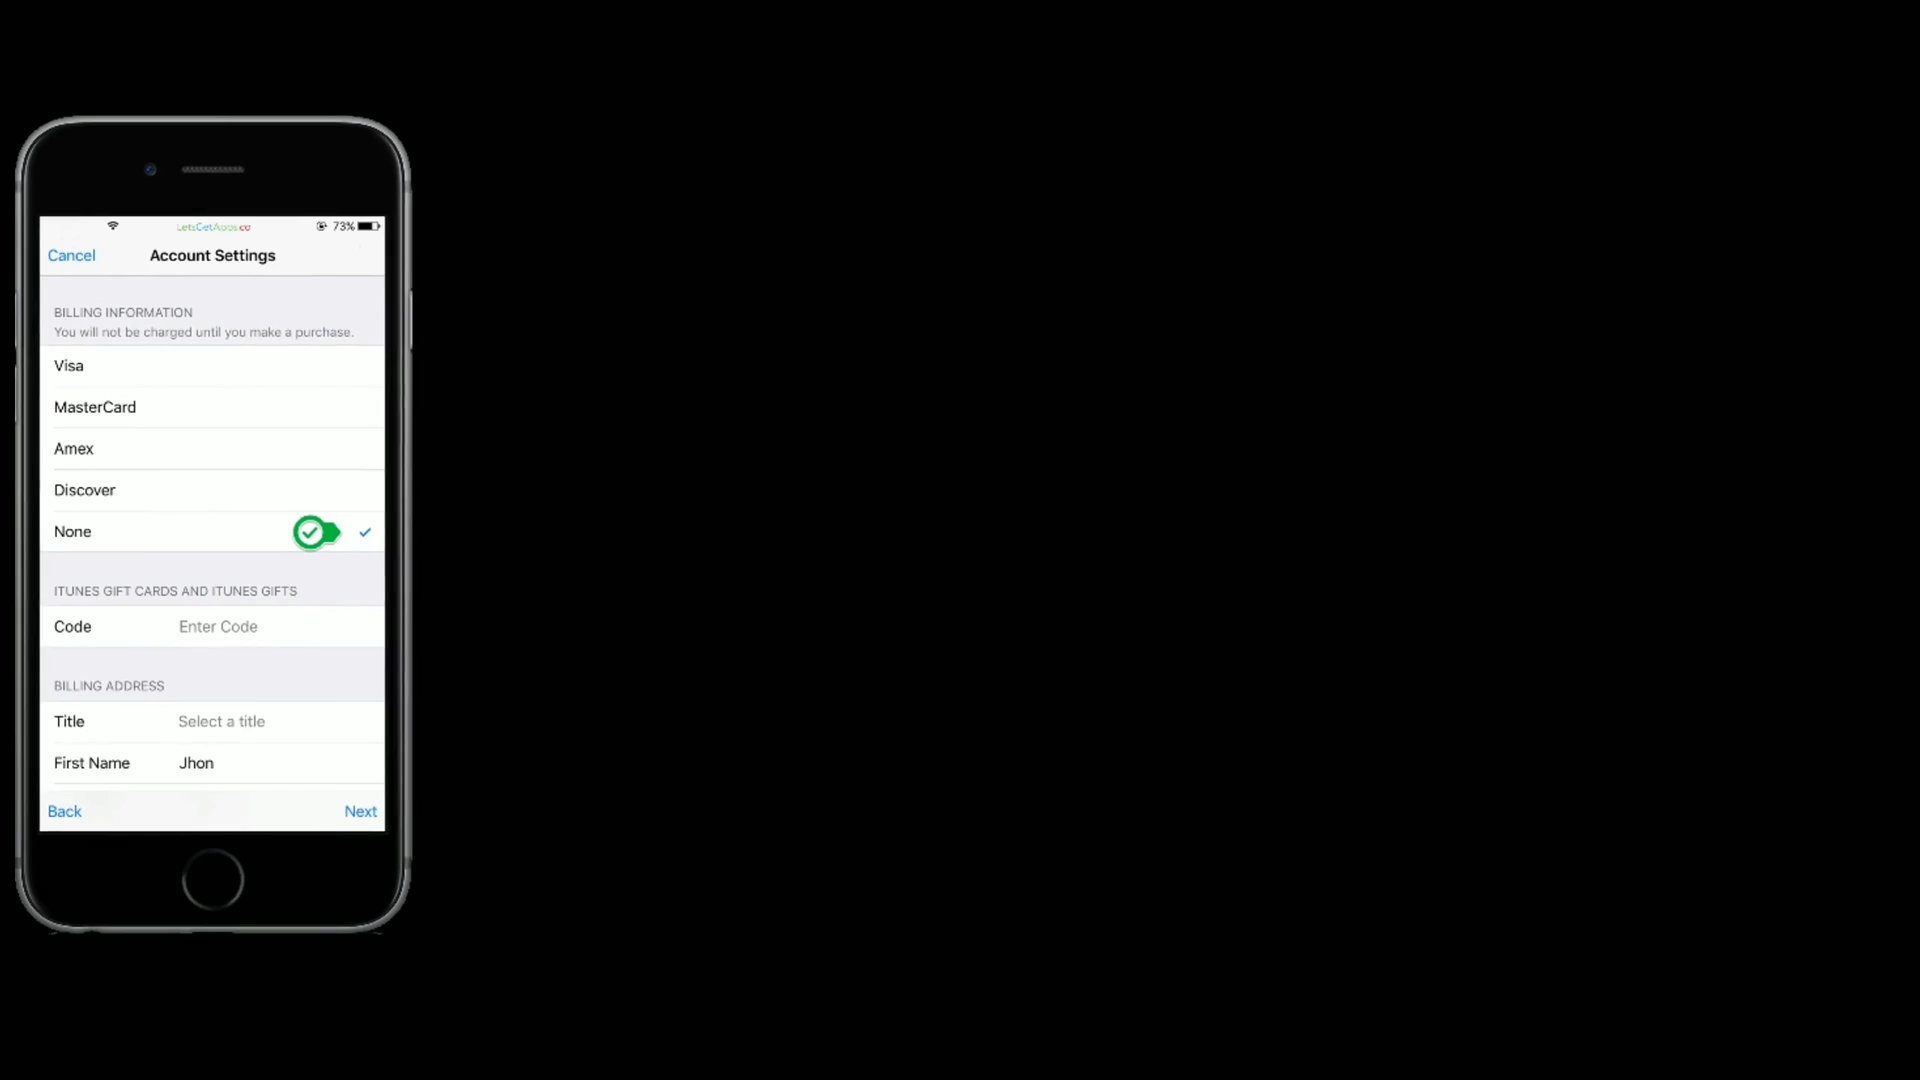 LetsGetApps.co
73%
Cancel
Account Settings
BILLING INFORMATION
You will not be charged until you make a purchase.
Visa
MasterCard
Amex
Discover
None
ITUNES GIFT CARDS AND ITUNES GIFTS
Code Enter Code
BILLING ADDRESS
Title Select a title
First Name Jhon
Back Next